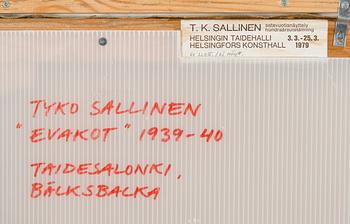 T. K. SALLINEN
satavuotisnäyttely
hundraårsutställning
HELSINGIN TAIDEHALLI 3.3.-25.3.
HELSINGFORS KONSTHALL 1979
TYKO SALLINEN
"EVAKOT" 1939-40
TAIDESALONKI,
BÄLKSBACKA